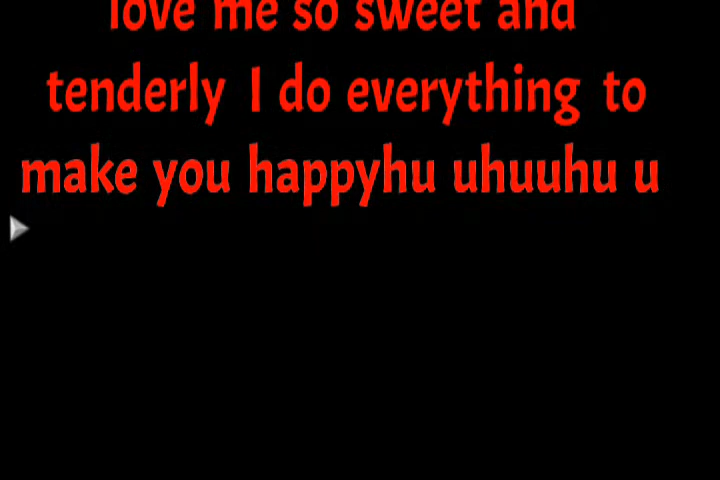 love me so sweet and
tenderly I do everything to
make you happyhu uhuuhu u